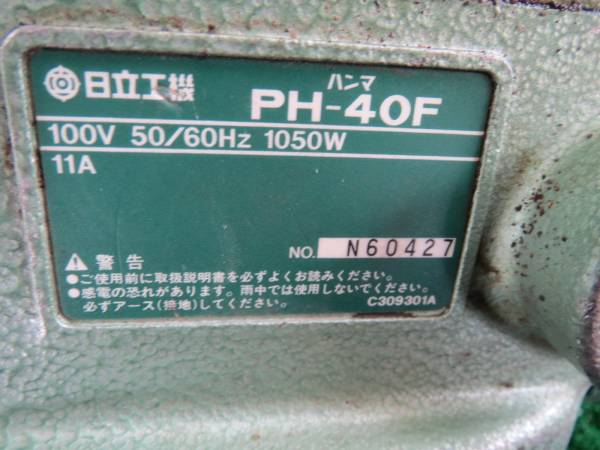 日立工機
ハンマ
PH-40F
100V 50/60Hz 1050W
11A
NO. N60427
警告
●ご使用前に取扱説明書を必ずよくお読みください。
●感電の恐れがあります。雨中では使用しないでください。
必ずアース(接地)してください。
C309301A